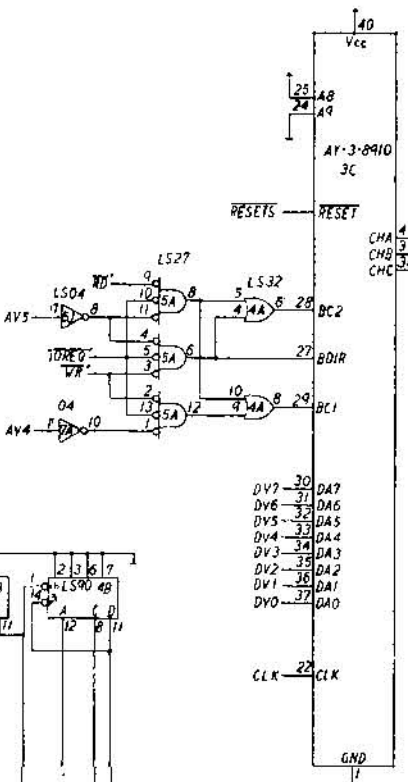 40
Vcc
25 A8
24 A9
AY-3-8910
3C
RESETS RESET
CHA 4
CHB 3
CHC
LS27
RD 9
LS04
10 5A 8
LS32
AV5 8 11
5 4A 6 28 BC2
4
4
IOREQ 5 5A 6
27 BDIR
WR 3
2
10 4A 8 29 BC1
04
13 5A 12 9
AV4 11 10 1
DV7 30 DA7
DV6 31 DA6
DV5 32 DA5
DV4 33 DA4
DV3 34 DA3
DV2 35 DA2
DV1 36 DA1
DV0 37 DA0
2 3 6 7
1 LS90 4B
14
A C D
11 12 8 11
CLK 22 CLK
GND
1